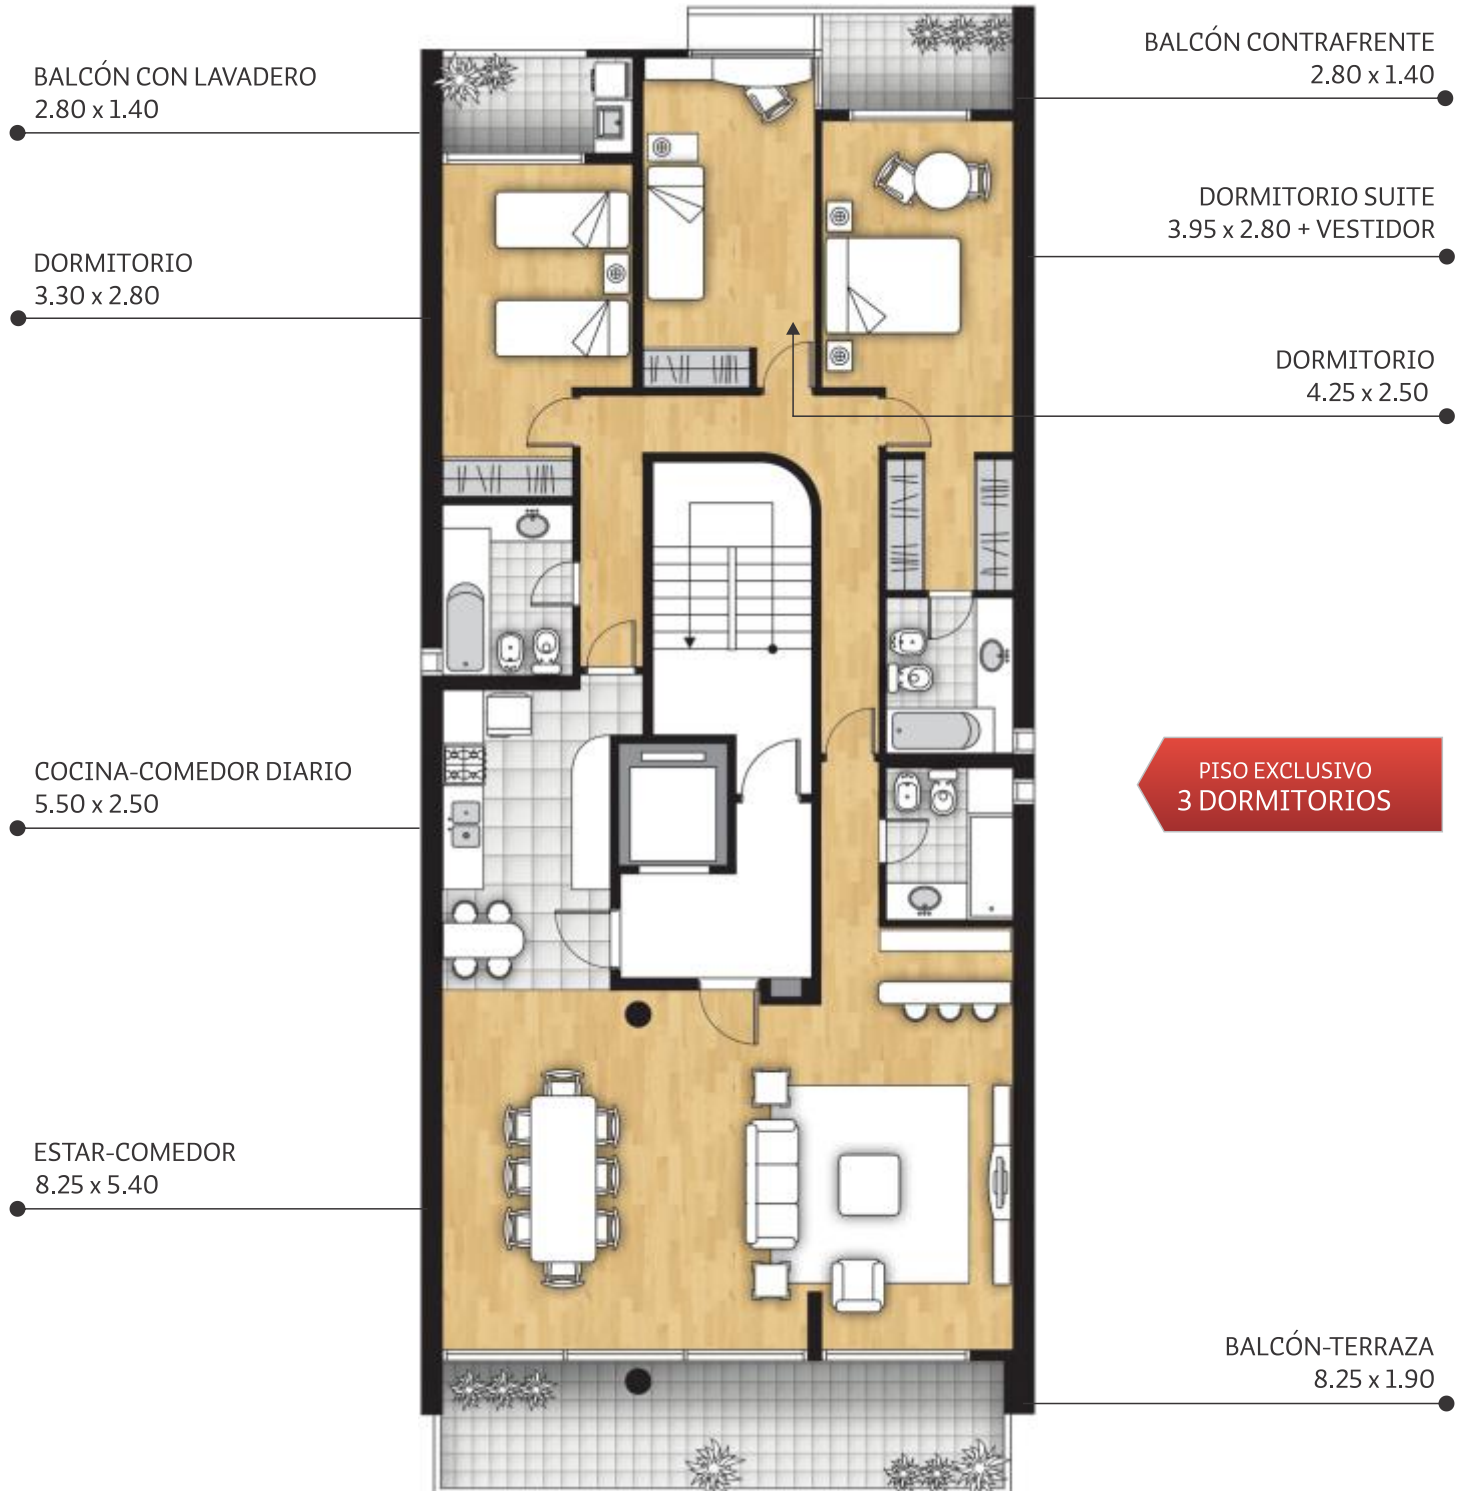 BALCÓN CON LAVADERO
2.80 x 1.40
DORMITORIO
3.30 x 2.80
COCINA-COMEDOR DIARIO
5.50 x 2.50
ESTAR-COMEDOR
8.25 x 5.40
BALCÓN CONTRAFRENTE
2.80 x 1.40
DORMITORIO SUITE
3.95 x 2.80 + VESTIDOR
DORMITORIO
4.25 x 2.50
PISO EXCLUSIVO
3 DORMITORIOS
BALCÓN-TERRAZA
8.25 x 1.90